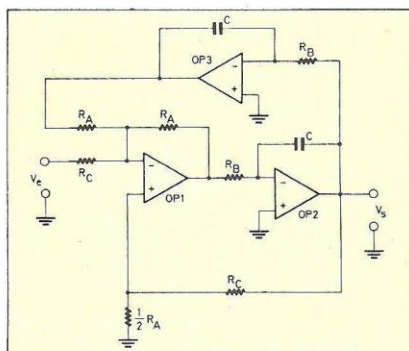 C
R_B
OP3
-
+
R_A
R_A
C
R_C
R_B
V_e
-
+
OP1
-
+
OP2
V_s
R_C
½ R_A